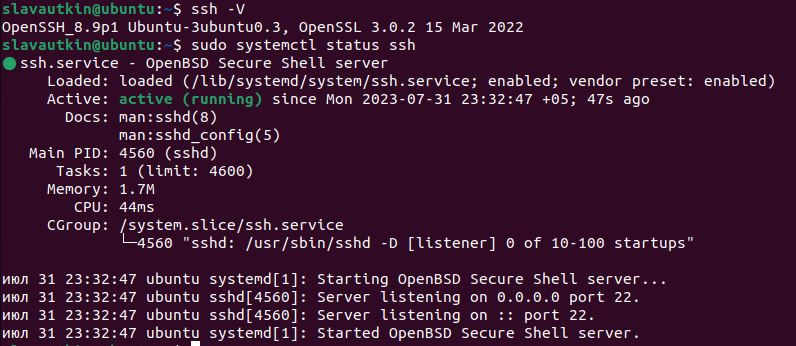 slavautkin@ubuntu:~$ ssh -V
OpenSSH_8.9p1 Ubuntu-3ubuntu0.3, OpenSSL 3.0.2 15 Mar 2022
slavautkin@ubuntu:~$ sudo systemctl status ssh
● ssh.service - OpenBSD Secure Shell server
     Loaded: loaded (/lib/systemd/system/ssh.service; enabled; vendor preset: enabled)
     Active: active (running) since Mon 2023-07-31 23:32:47 +05; 47s ago
       Docs: man:sshd(8)
             man:sshd_config(5)
   Main PID: 4560 (sshd)
      Tasks: 1 (limit: 4600)
     Memory: 1.7M
        CPU: 44ms
     CGroup: /system.slice/ssh.service
             └─4560 "sshd: /usr/sbin/sshd -D [listener] 0 of 10-100 startups"

июл 31 23:32:47 ubuntu systemd[1]: Starting OpenBSD Secure Shell server...
июл 31 23:32:47 ubuntu sshd[4560]: Server listening on 0.0.0.0 port 22.
июл 31 23:32:47 ubuntu sshd[4560]: Server listening on :: port 22.
июл 31 23:32:47 ubuntu systemd[1]: Started OpenBSD Secure Shell server.